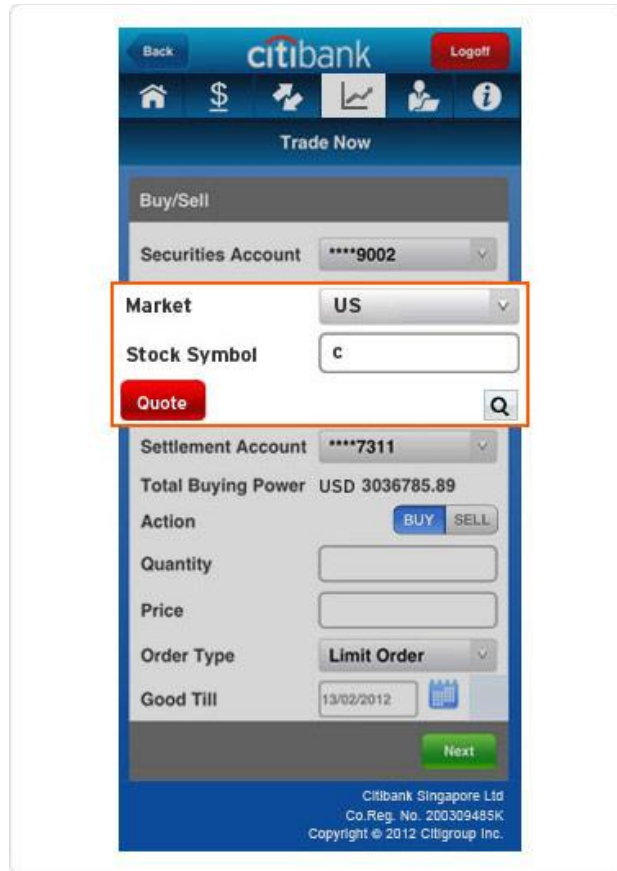 Back citibank Logoff
$ i
Trade Now
Buy/Sell
Securities Account ****9002
Market US
Stock Symbol c
Quote
Settlement Account ****7311
Total Buying Power USD 3036785.89
Action BUY SELL
Quantity
Price
Order Type Limit Order
Good Till 13/02/2012
Next
Citibank Singapore Ltd
Co.Reg. No. 200309485K
Copyright © 2012 Citigroup Inc.